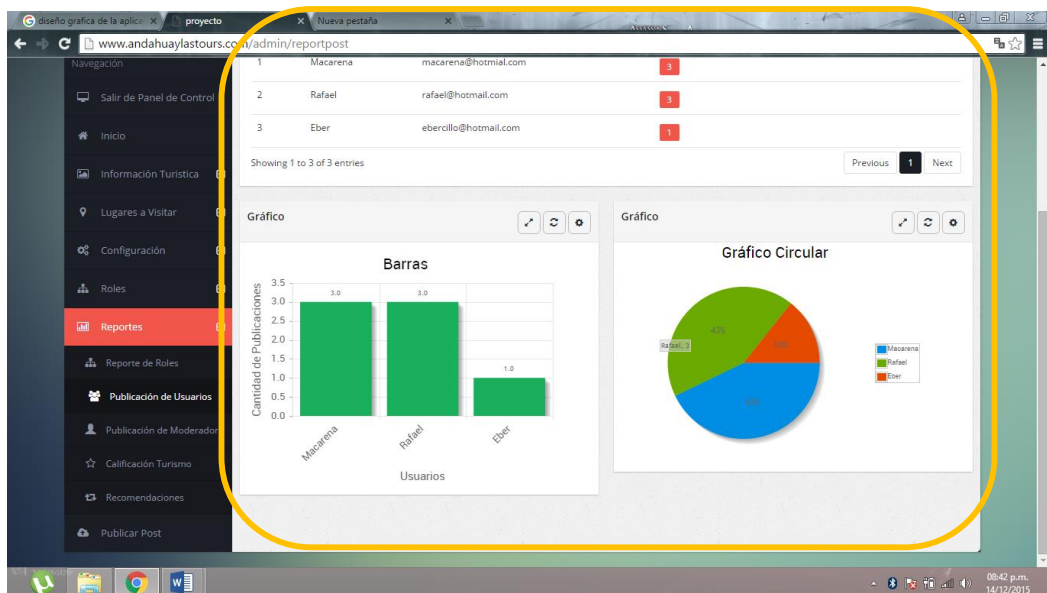 diseño grafica de la aplica
proyecto
Nueva pestaña
www.andahuaylastours.com/admin/reportpost
Navegación
Salir de Panel de Control
Inicio
Información Turistica
Lugares a Visitar
Configuración
Roles
Reportes
Reporte de Roles
Publicación de Usuarios
Publicación de Moderador
Calificación Turismo
Recomendaciones
Publicar Post
1 Macarena macarena@hotmial.com 3
2 Rafael rafael@hotmail.com 3
3 Eber ebercillo@hotmail.com 1
Showing 1 to 3 of 3 entries
Previous 1 Next
Gráfico
Barras
Cantidad de Publicaciones
3.5
3.0
2.5
2.0
1.5
1.0
0.5
0.0
3.0 3.0 1.0
Macarena Rafael Eber
Usuarios
Gráfico
Gráfico Circular
43%
Rafael, 3
Macarena
Rafael
Eber
08:42 p.m.
14/12/2015